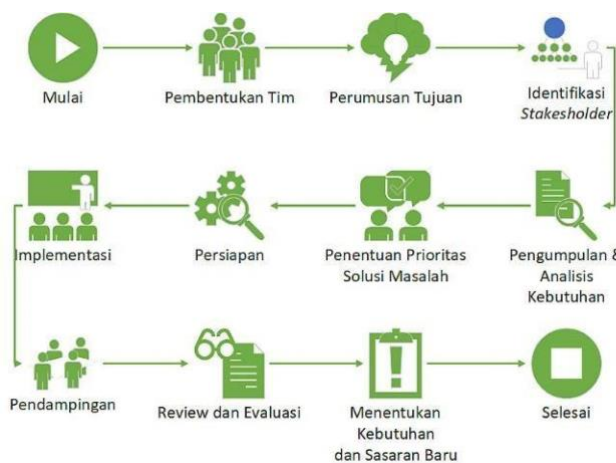 Mulai
Pembentukan Tim
Perumusan Tujuan
Identifikasi
Stakesholder
Implementasi
Persiapan
Penentuan Prioritas
Solusi Masalah
Pengumpulan &
Analisis
Kebutuhan
Pendampingan
Review dan Evaluasi
Menentukan
Kebutuhan
dan Sasaran Baru
Selesai